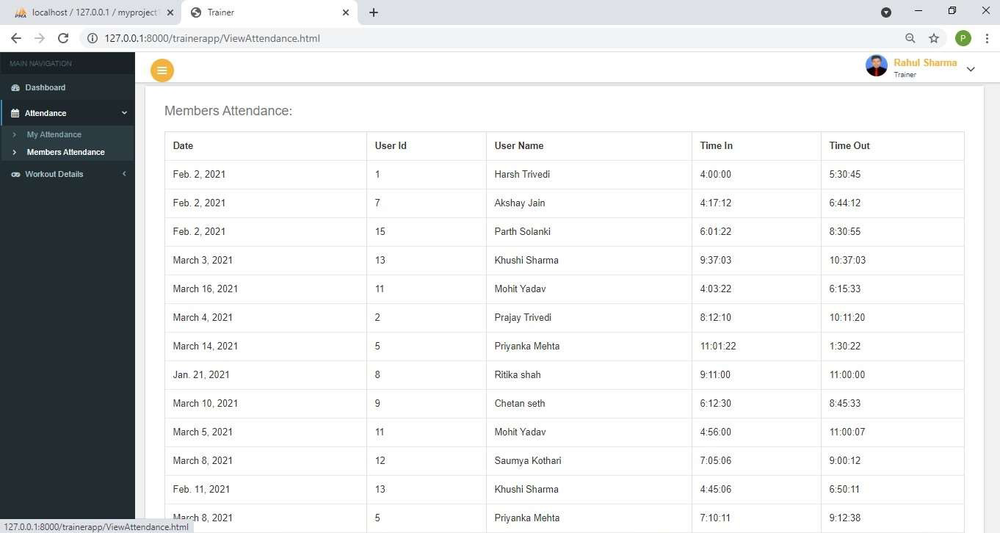 localhost / 127.0.0.1 / myproject1
Trainer
127.0.0.1:8000/trainerapp/ViewAttendance.html
P
MAIN NAVIGATION
Rahul Sharma
Trainer
Dashboard
Attendance
My Attendance
Members Attendance
Workout Details
Members Attendance:
Date User Id User Name Time In Time Out
Feb. 2, 2021 1 Harsh Trivedi 4:00:00 5:30:45
Feb. 2, 2021 7 Akshay Jain 4:17:12 6:44:12
Feb. 2, 2021 15 Parth Solanki 6:01:22 8:30:55
March 3, 2021 13 Khushi Sharma 9:37:03 10:37:03
March 16, 2021 11 Mohit Yadav 4:03:22 6:15:33
March 4, 2021 2 Prajay Trivedi 8:12:10 10:11:20
March 14, 2021 5 Priyanka Mehta 11:01:22 1:30:22
Jan. 21, 2021 8 Ritika shah 9:11:00 11:00:00
March 10, 2021 9 Chetan seth 6:12:30 8:45:33
March 5, 2021 11 Mohit Yadav 4:56:00 11:00:07
March 8, 2021 12 Saumya Kothari 7:05:06 9:00:12
Feb. 11, 2021 13 Khushi Sharma 4:45:06 6:50:11
March 8, 2021 5 Priyanka Mehta 7:10:11 9:12:38
127.0.0.1:8000/trainerapp/ViewAttendance.html